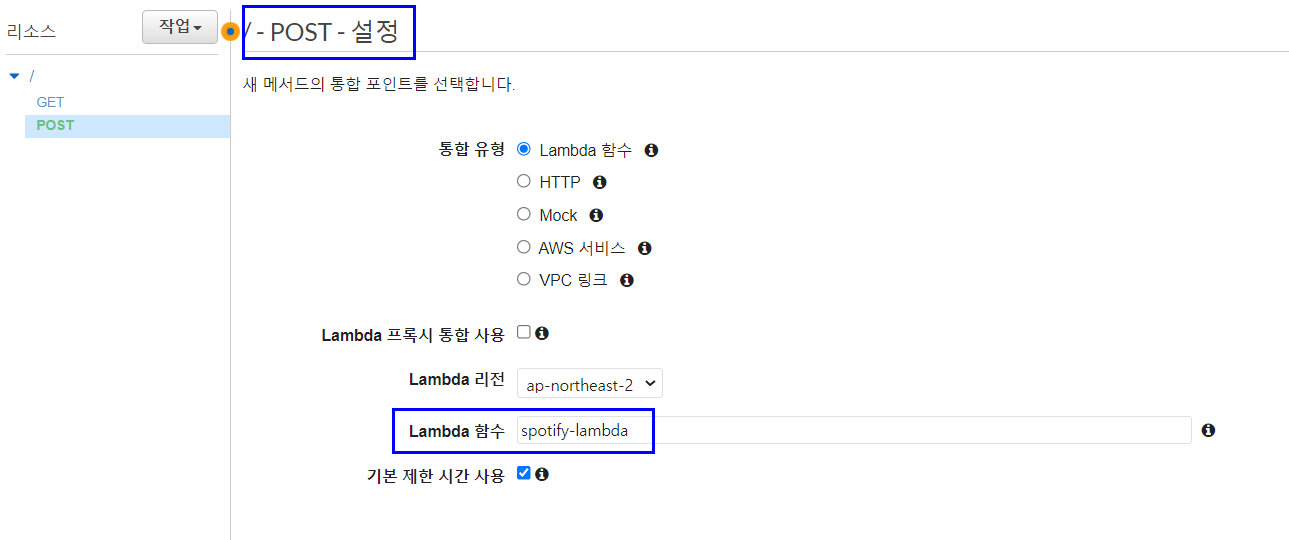 리소스
작업
/
GET
POST
/ - POST - 설정
새 메서드의 통합 포인트를 선택합니다.
통합 유형 Lambda 함수
HTTP
Mock
AWS 서비스
VPC 링크
Lambda 프록시 통합 사용
Lambda 리전 ap-northeast-2
Lambda 함수 spotify-lambda
기본 제한 시간 사용